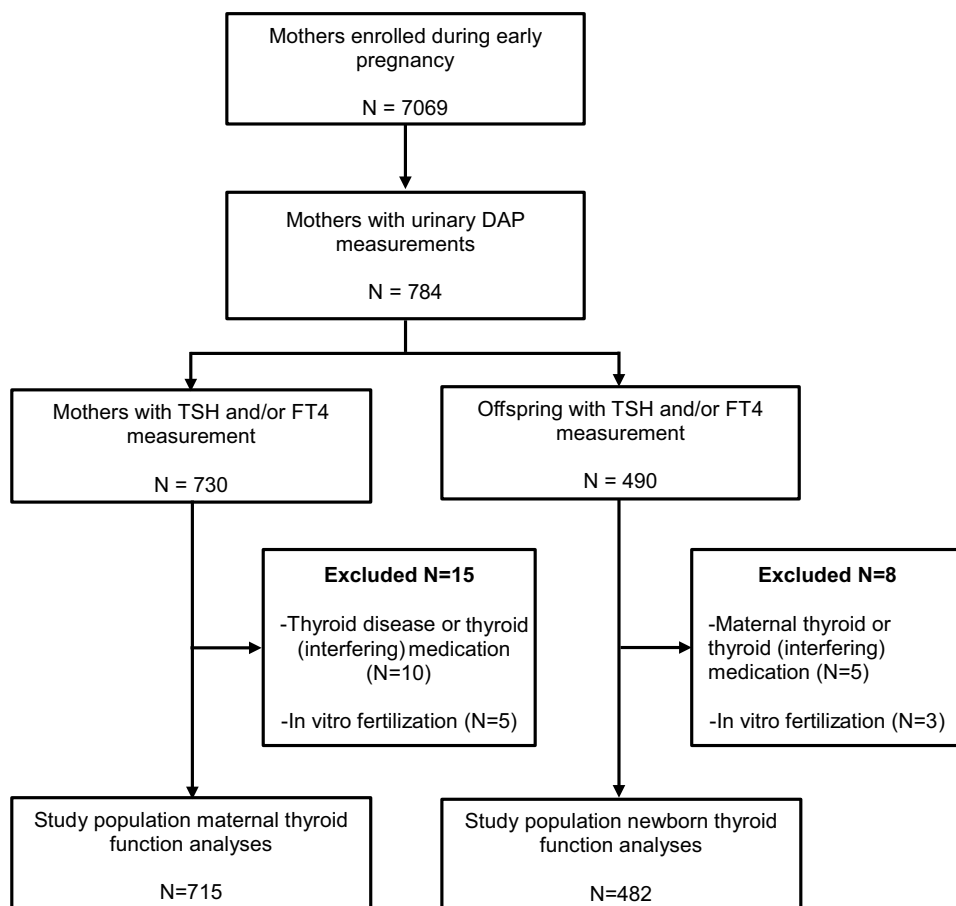 Mothers enrolled during early
pregnancy
N = 7069
Mothers with urinary DAP
measurements
N = 784
Mothers with TSH and/or FT4
measurement
N = 730
Offspring with TSH and/or FT4
measurement
N = 490
Excluded N=15
-Thyroid disease or thyroid
(interfering) medication
(N=10)
-In vitro fertilization (N=5)
Excluded N=8
-Maternal thyroid or
thyroid (interfering)
medication (N=5)
-In vitro fertilization (N=3)
Study population maternal thyroid
function analyses
N=715
Study population newborn thyroid
function analyses
N=482